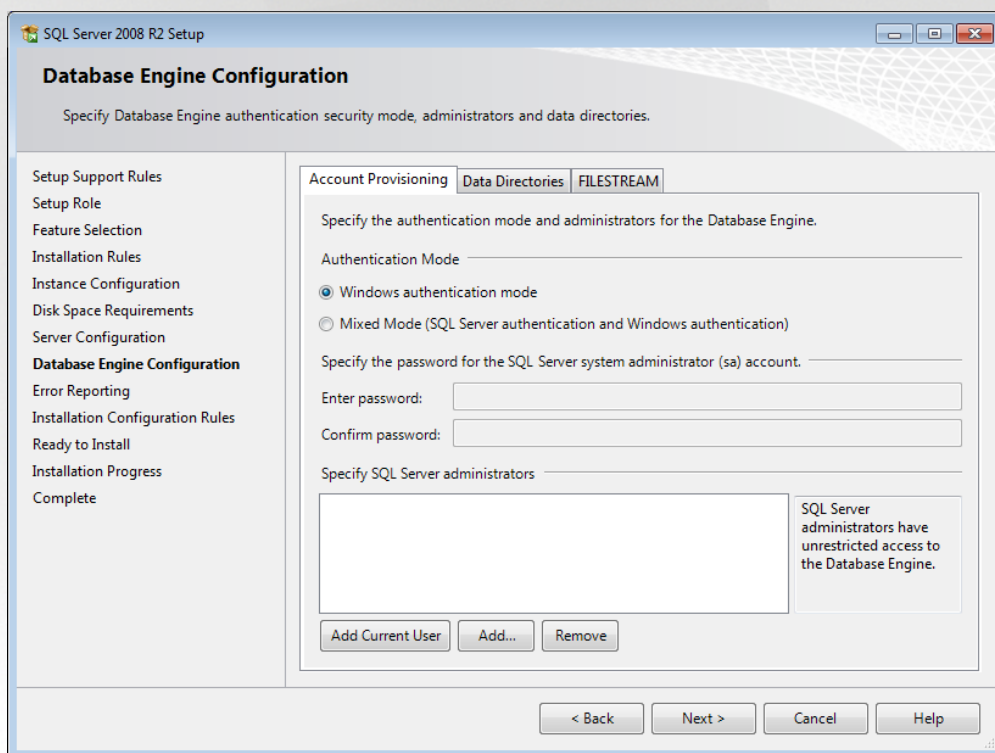 SQL Server 2008 R2 Setup
Database Engine Configuration
Specify Database Engine authentication security mode, administrators and data directories.
Setup Support Rules
Setup Role
Feature Selection
Installation Rules
Instance Configuration
Disk Space Requirements
Server Configuration
Database Engine Configuration
Error Reporting
Installation Configuration Rules
Ready to Install
Installation Progress
Complete
Account Provisioning Data Directories FILESTREAM
Specify the authentication mode and administrators for the Database Engine.
Authentication Mode
Windows authentication mode
Mixed Mode (SQL Server authentication and Windows authentication)
Specify the password for the SQL Server system administrator (sa) account.
Enter password:
Confirm password:
Specify SQL Server administrators
SQL Server
administrators have
unrestricted access to
the Database Engine.
Add Current User Add... Remove
< Back Next > Cancel Help